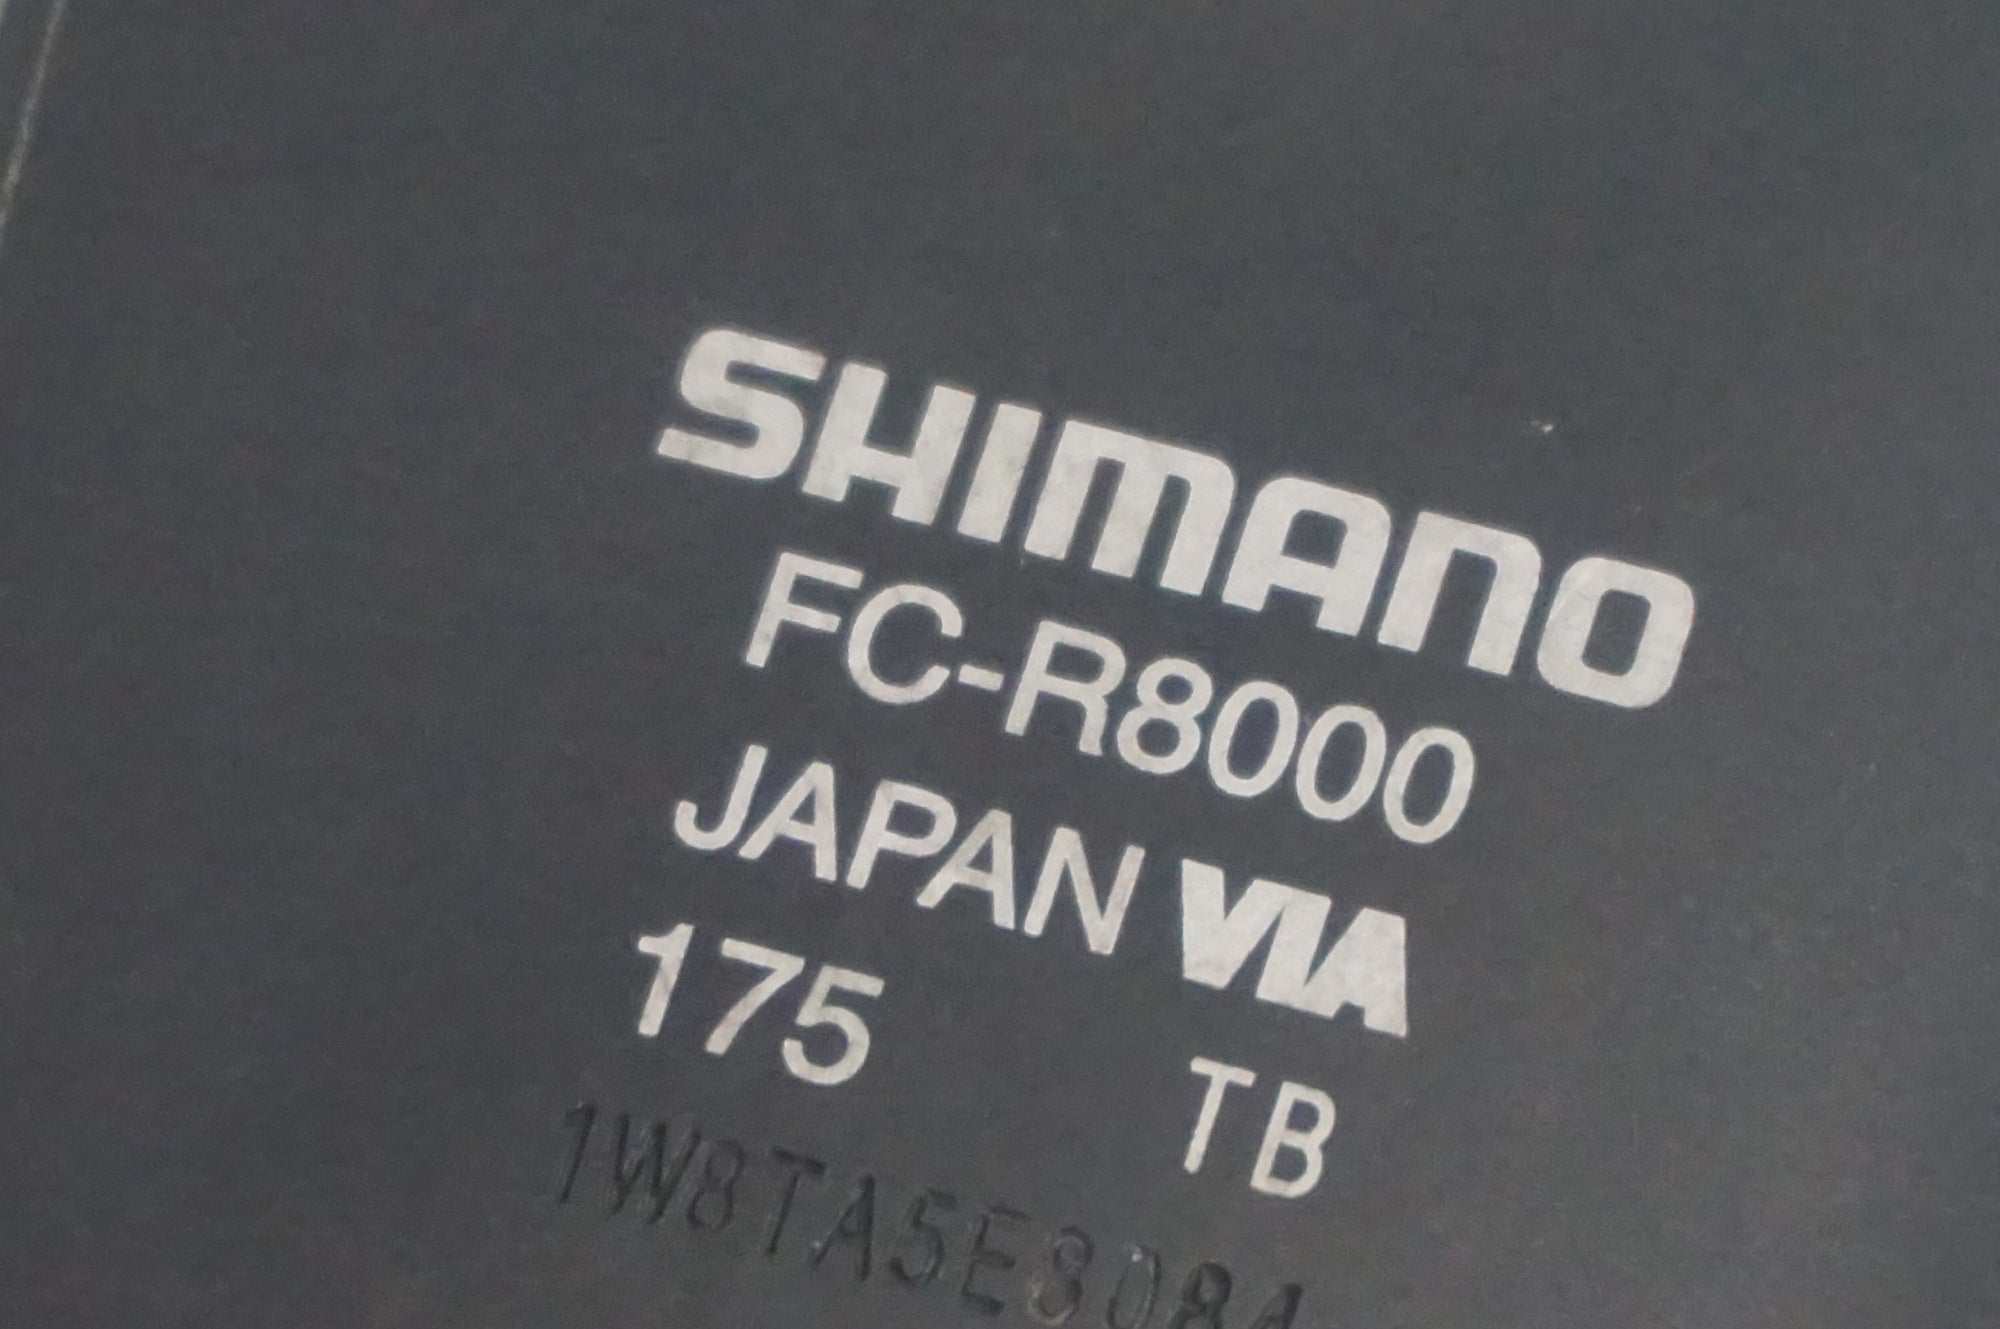 SHIMANO
FC-R8000
JAPAN VIA
175 TB